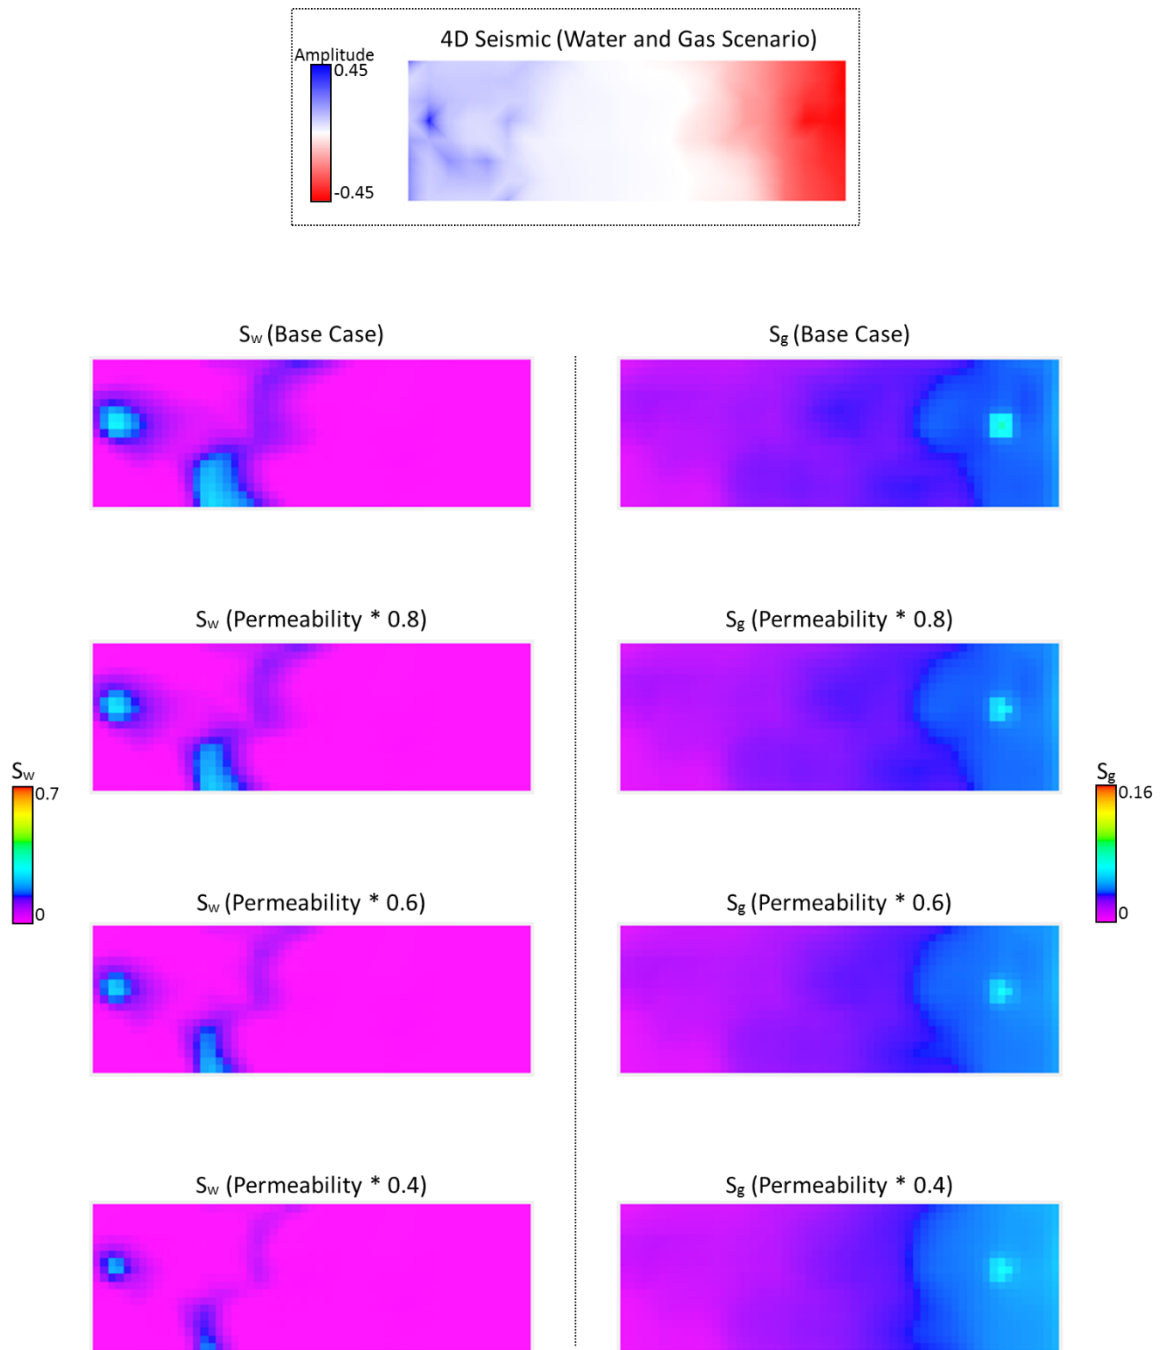 4D Seismic (Water and Gas Scenario)
Amplitude
0.45
-0.45
Sw (Base Case)
Sg (Base Case)
Sw (Permeability * 0.8)
Sg (Permeability * 0.8)
Sw
0.7
0
Sg
0.16
0
Sw (Permeability * 0.6)
Sg (Permeability * 0.6)
Sw (Permeability * 0.4)
Sg (Permeability * 0.4)